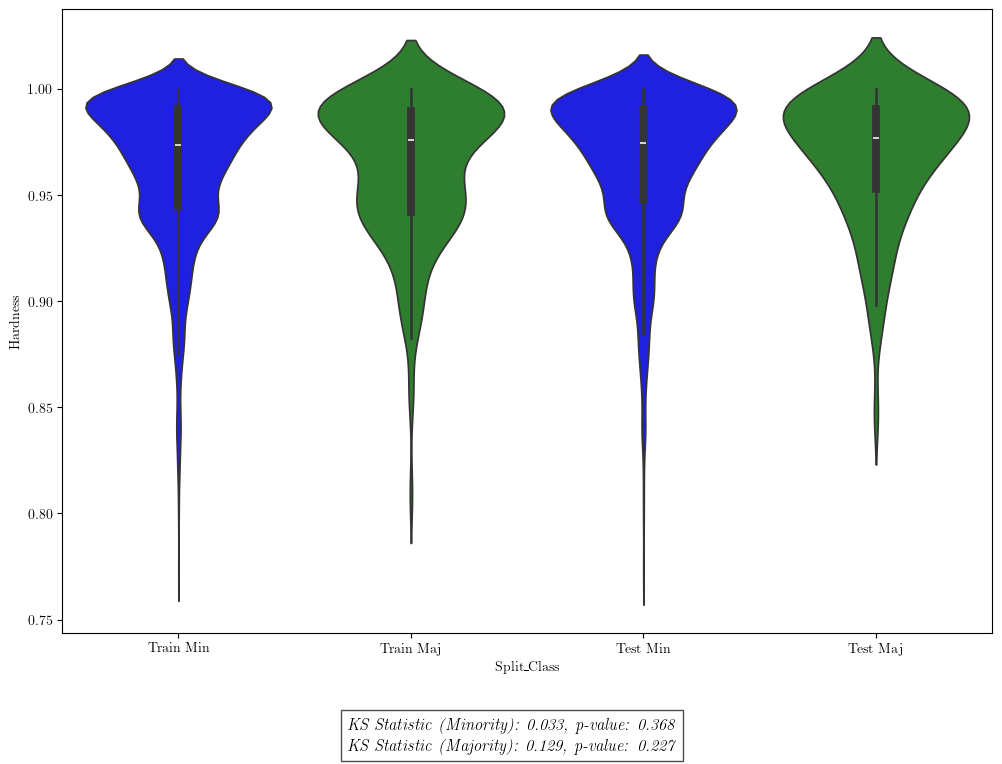 1.00
0.95
0.90
0.85
0.80
0.75
Hardness
Train Min
Train Maj
Test Min
Test Maj
Split_Class
KS Statistic (Minority): 0.033, p-value: 0.368
KS Statistic (Majority): 0.129, p-value: 0.227